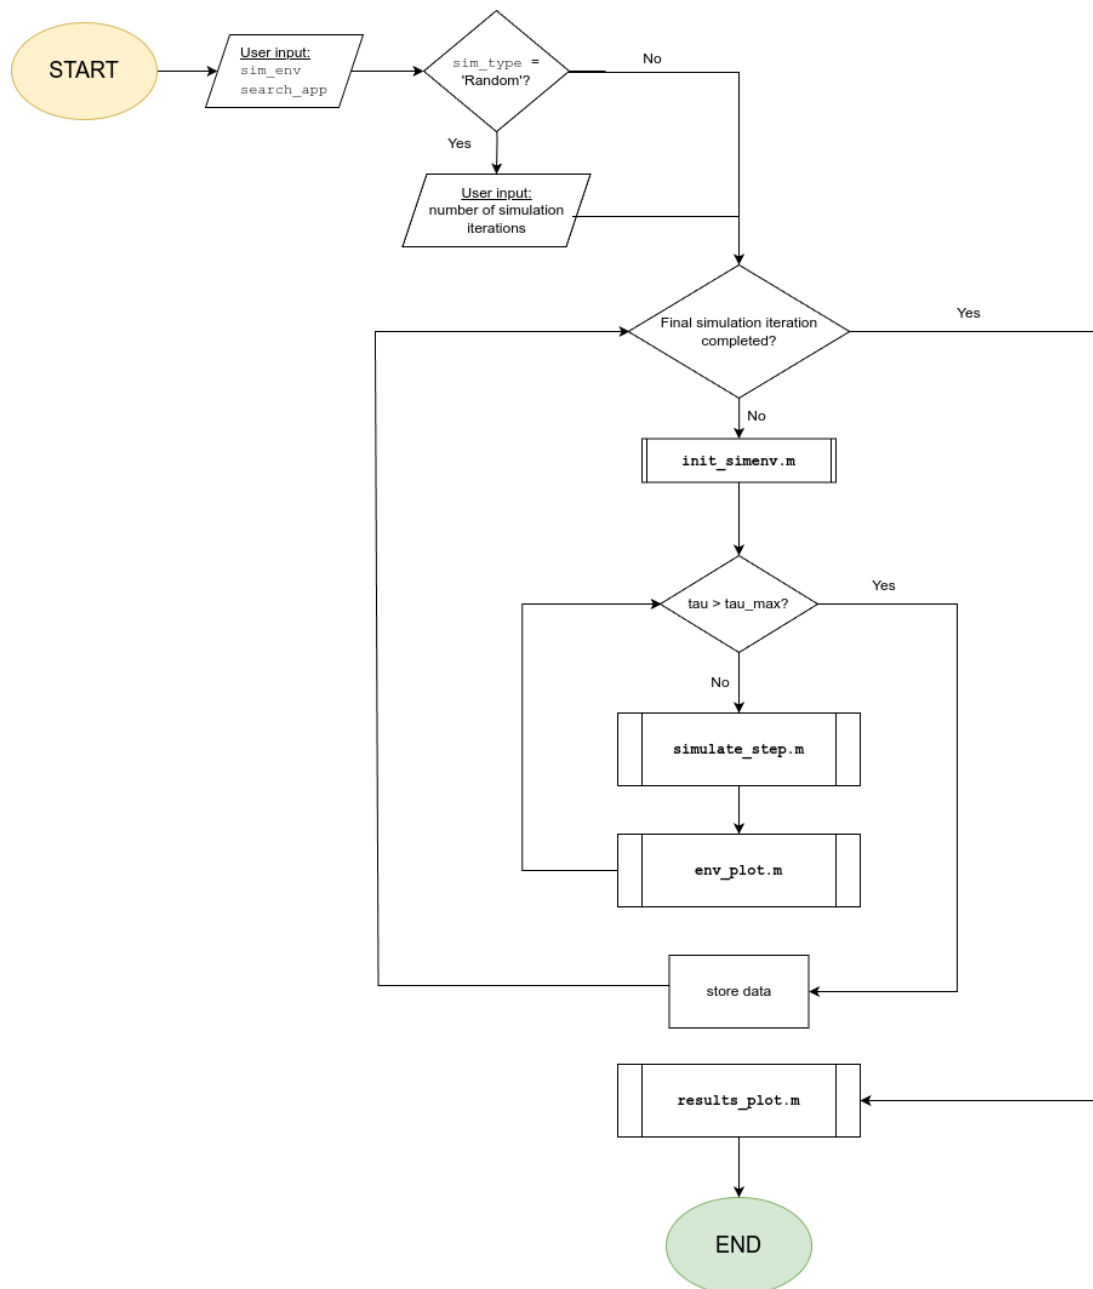 START
User input:
sim_env
search_app
sim_type =
'Random'?
No
Yes
User input:
number of simulation
iterations
Final simulation iteration
completed?
Yes
No
init_simenv.m
tau > tau_max?
Yes
No
simulate_step.m
env_plot.m
store data
results_plot.m
END